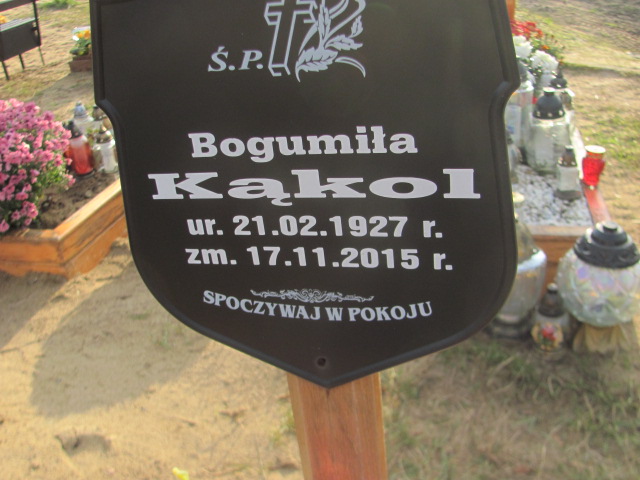 Ś.P.
Bogumiła
Kąkol
ur. 21.02.1927 r.
zm. 17.11.2015 r.
SPOCZYWAJ W POKOJU